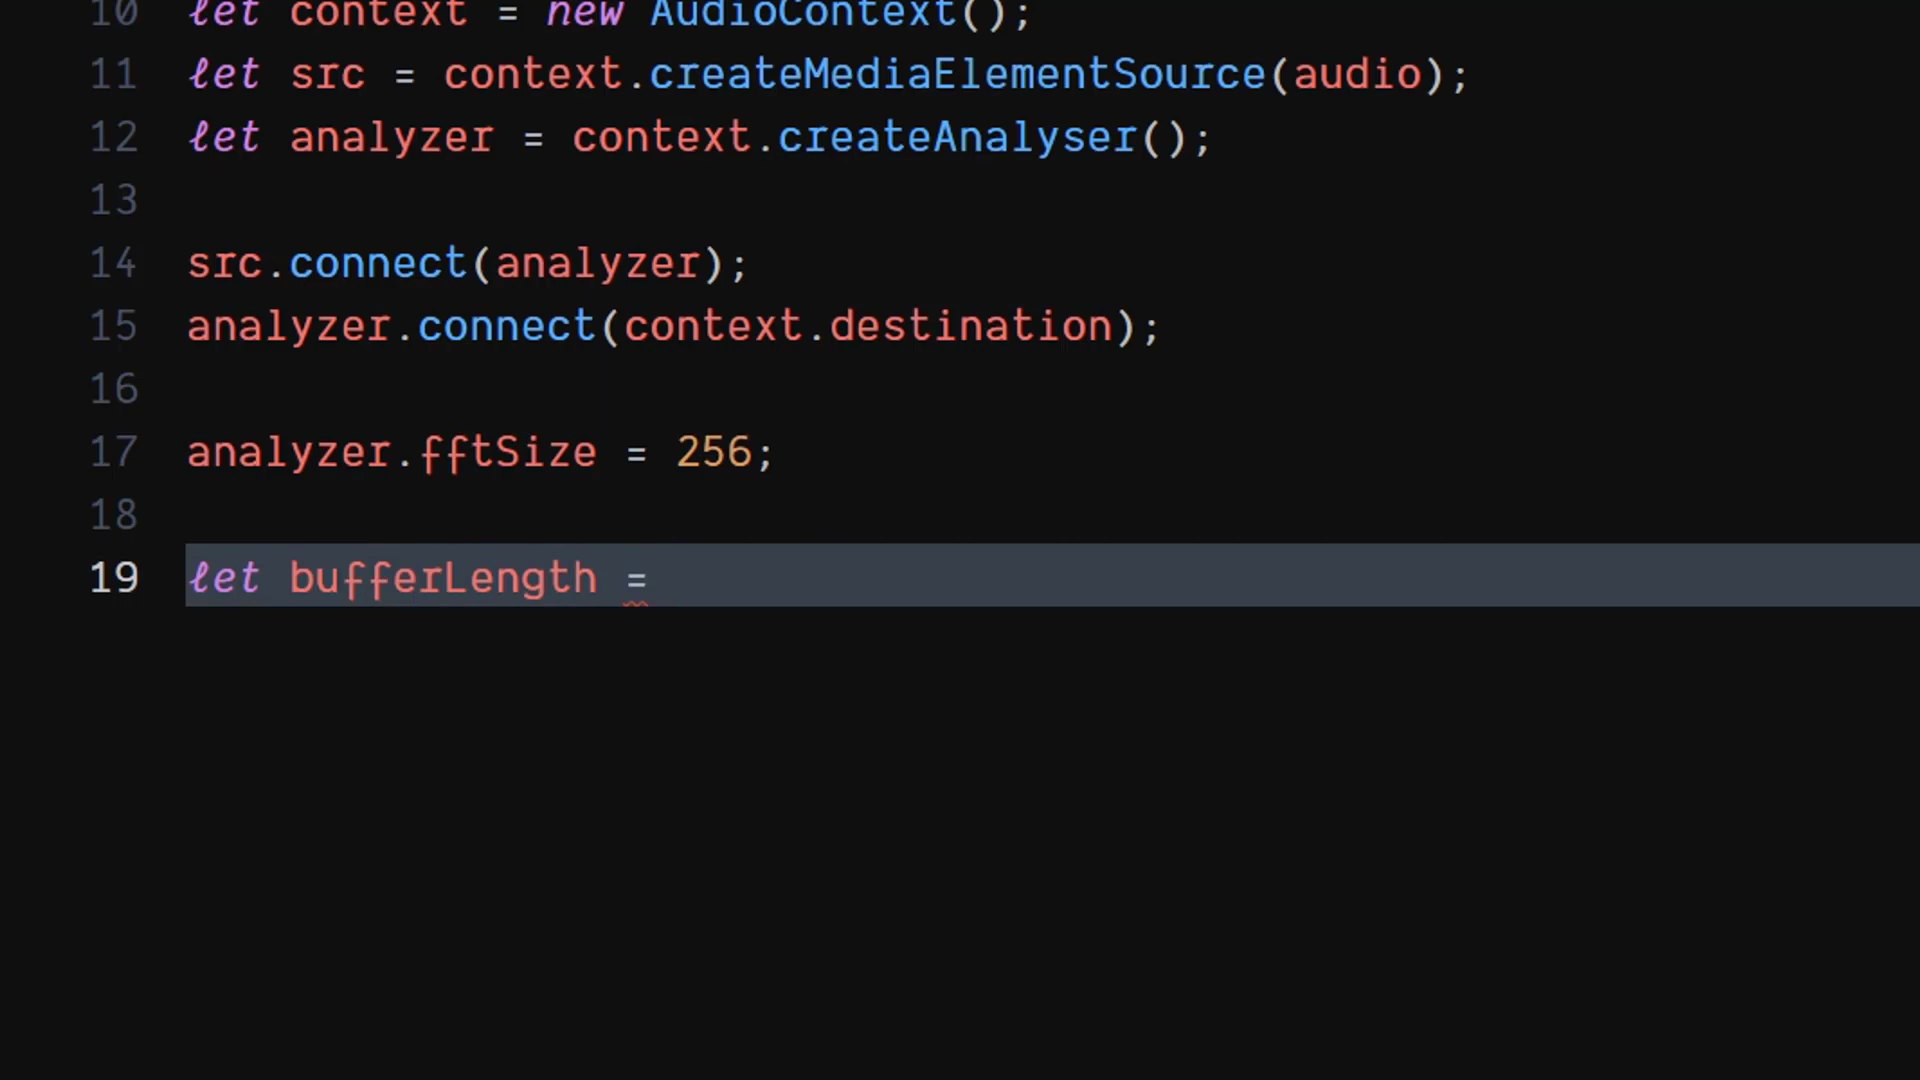 10 let context = new AudioContext();
11 let src = context.createMediaElementSource(audio);
12 let analyzer = context.createAnalyser();
13
14 src.connect(analyzer);
15 analyzer.connect(context.destination);
16
17 analyzer.fftSize = 256;
18
19 let bufferLength =